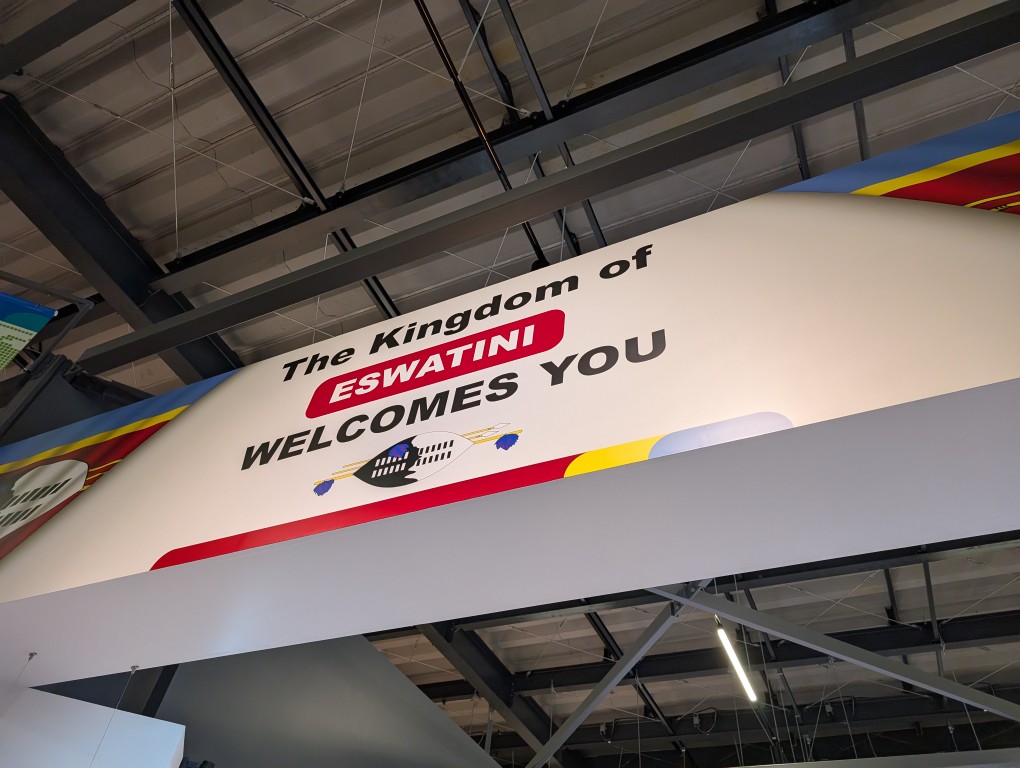 The Kingdom of
ESWATINI
WELCOMES YOU